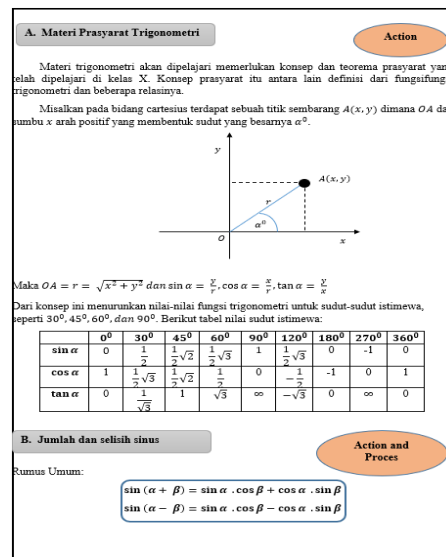 A. Materi Prasyarat Trigonometri
Action
Materi trigonometri akan dipelajari memerlukan konsep dan teorema prasyarat yan
telah dipelajari di kelas X. Konsep prasyarat itu antara lain definisi dari fungsifung
trigonometri dan beberapa relasinya.
Misalkan pada bidang cartesius terdapat sebuah titik sembarang A(x, y) dimana OA da
sumbu x arah positif yang membentuk sudut yang besarnya α⁰.
y
A(x, y)
r
α⁰
O
x
Maka OA = r = √(x² + y²) dan sin α = y/r, cos α = x/r, tan α = y/x
Dari konsep ini menurunkan nilai-nilai fungsi trigonometri untuk sudut-sudut istimewa,
seperti 30⁰, 45⁰, 60⁰, dan 90⁰. Berikut tabel nilai sudut istimewa:
0⁰ 30⁰ 45⁰ 60⁰ 90⁰ 120⁰ 180⁰ 270⁰ 360⁰
sin α 0 1/2 1/2√2 1/2√3 1 1/2√3 0 -1 0
cos α 1 1/2√3 1/2√2 1/2 0 -1/2 -1 0 1
tan α 0 1/√3 1 √3 ∞ -√3 0 ∞ 0
B. Jumlah dan selisih sinus
Action and
Proces
Rumus Umum:
sin (α + β) = sin α . cos β + cos α . sin β
sin (α − β) = sin α . cos β − cos α . sin β